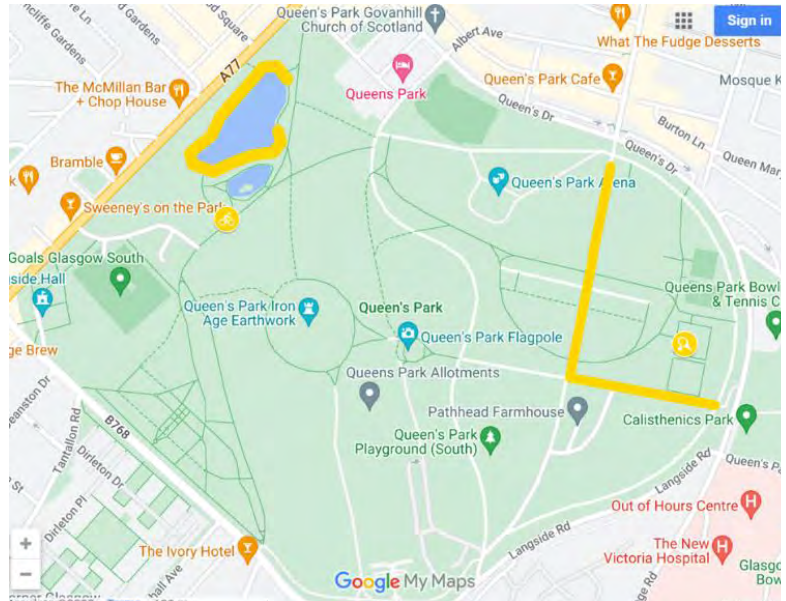 Queen's Park Govanhill
Church of Scotland
Albert Ave
Sign in
What The Fudge Desserts
A77
The McMillan Bar
+ Chop House
Queens Park
Queen's Park Cafe
Mosque
Queen's Dr
Burton Ln
Queen's Dr
Bramble
Queen's Park Arena
Sweeney's on the Park
Goals Glasgow South
Queens Park Bowl
& Tennis C
Queen's Park Iron
Age Earthwork
Queen's Park
Queen's Park Flagpole
Queens Park Allotments
Pathhead Farmhouse
Calisthenics Park
Queen's Park
Playground (South)
B768
Tantallon Rd
Dirleton Dr
Dirleton Pl
Langside Rd
Langside Rd
Out of Hours Centre
The New
Victoria Hospital
The Ivory Hotel
Google My Maps